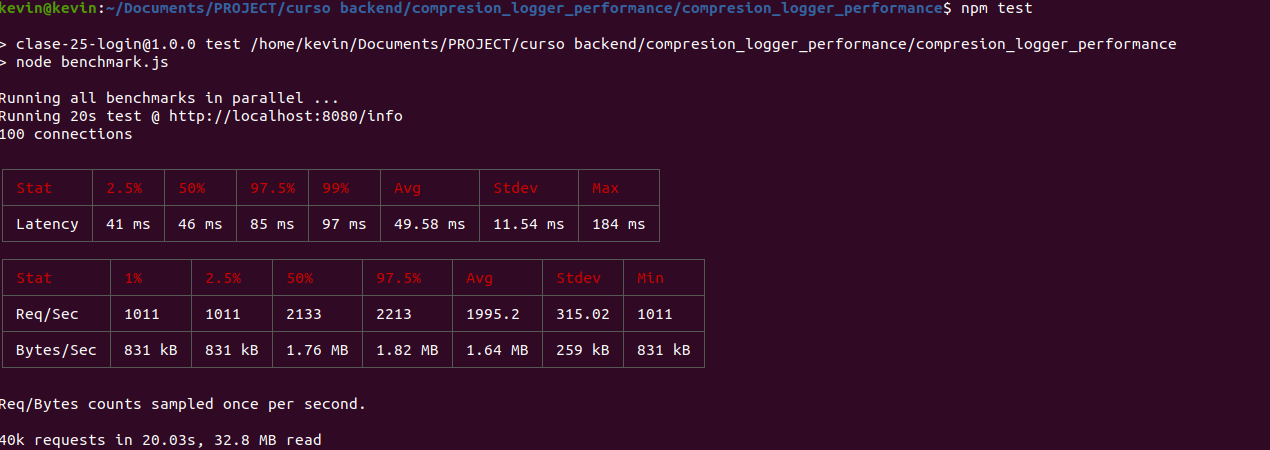 kevin@kevin:~/Documents/PROJECT/curso backend/compresion_logger_performance/compresion_logger_performance$ npm test
> clase-25-login@1.0.0 test /home/kevin/Documents/PROJECT/curso backend/compresion_logger_performance/compresion_logger_performance
> node benchmark.js
Running all benchmarks in parallel ...
Running 20s test @ http://localhost:8080/info
100 connections
Stat 2.5% 50% 97.5% 99% Avg Stdev Max
Latency 41 ms 46 ms 85 ms 97 ms 49.58 ms 11.54 ms 184 ms
Stat 1% 2.5% 50% 97.5% Avg Stdev Min
Req/Sec 1011 1011 2133 2213 1995.2 315.02 1011
Bytes/Sec 831 kB 831 kB 1.76 MB 1.82 MB 1.64 MB 259 kB 831 kB
Req/Bytes counts sampled once per second.
40k requests in 20.03s, 32.8 MB read